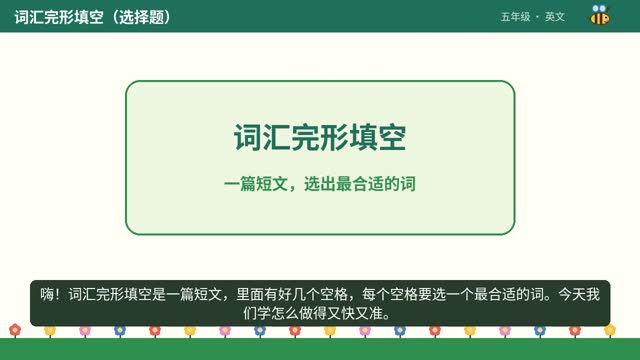 词汇完形填空（选择题）
五年级 · 英文
词汇完形填空
一篇短文，选出最合适的词
嗨！词汇完形填空是一篇短文，里面有好几个空格，每个空格要选一个最合适的词。今天我
们学怎么做得又快又准。